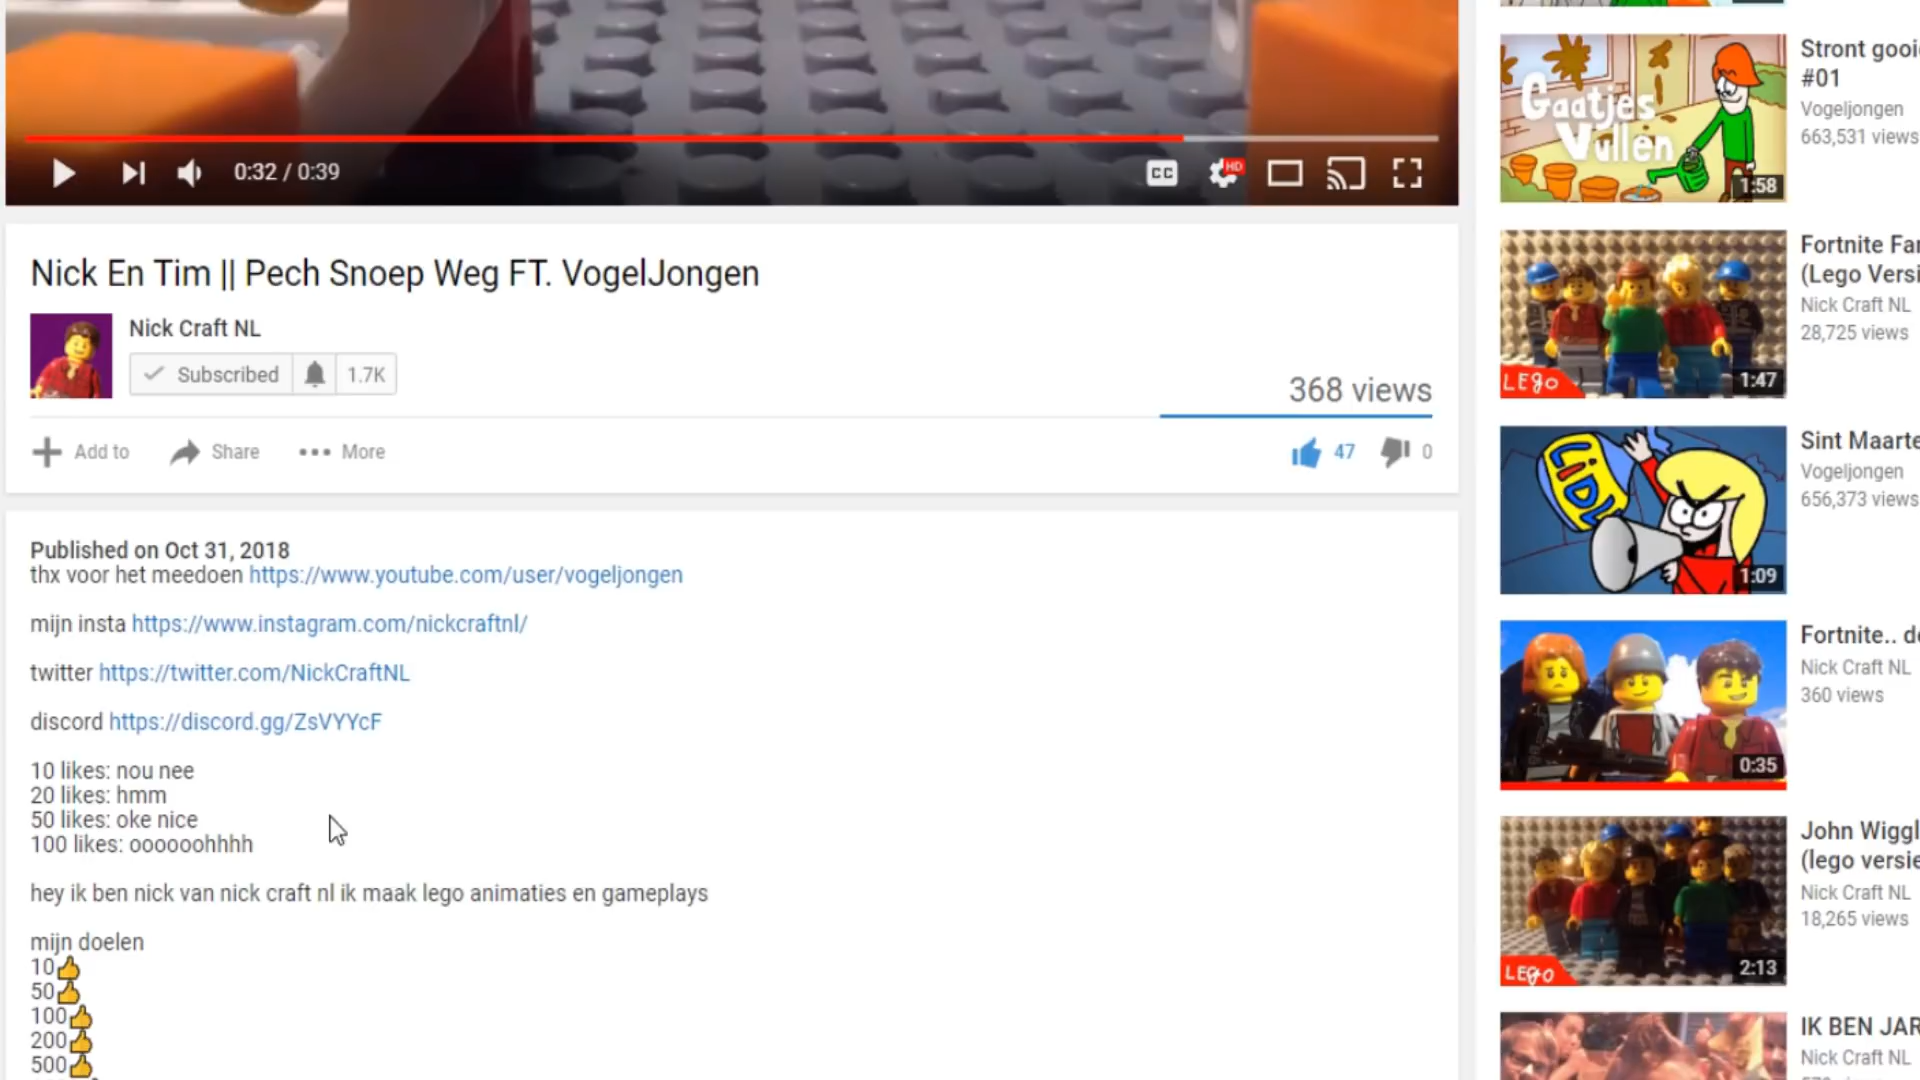 0:32 / 0:39
CC
HD
Nick En Tim || Pech Snoep Weg FT. VogelJongen
Nick Craft NL
Subscribed
1.7K
368 views
Add to
Share
More
47
0
Published on Oct 31, 2018
thx voor het meedoen https://www.youtube.com/user/vogeljongen
mijn insta https://www.instagram.com/nickcraftnl/
twitter https://twitter.com/NickCraftNL
discord https://discord.gg/ZsVYYcF
10 likes: nou nee
20 likes: hmm
50 likes: oke nice
100 likes: oooooohhhh
hey ik ben nick van nick craft nl ik maak lego animaties en gameplays
mijn doelen
10👍
50👍
100👍
200👍
500👍
Gaatjes
Vullen
1:58
Stront gooi
#01
Vogeljongen
663,531 views
LEGO
1:47
Fortnite Fa
(Lego Versi
Nick Craft NL
28,725 views
LiDL
1:09
Sint Maarte
Vogeljongen
656,373 views
0:35
Fortnite.. d
Nick Craft NL
360 views
LEGO
2:13
John Wiggl
(lego versie
Nick Craft NL
18,265 views
IK BEN JAR
Nick Craft NL